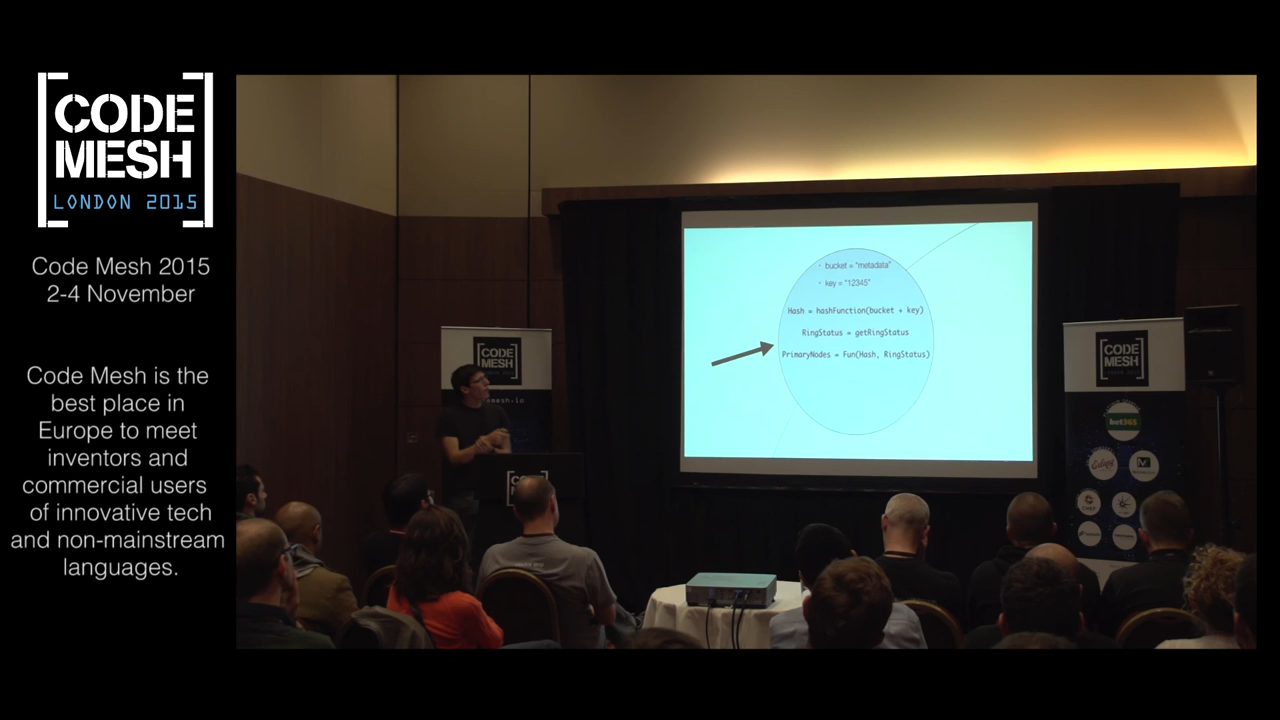 CODE
MESH
LONDON 2015
Code Mesh 2015
2-4 November
Code Mesh is the
best place in
Europe to meet
inventors and
commercial users
of innovative tech
and non-mainstream
languages.
• bucket = "metadata"
• key = "12345"
Hash = hashFunction(bucket + key)
RingStatus = getRingStatus
PrimaryNodes = Fun(Hash, RingStatus)
CODE
MESH
CODE
MESH
bet365